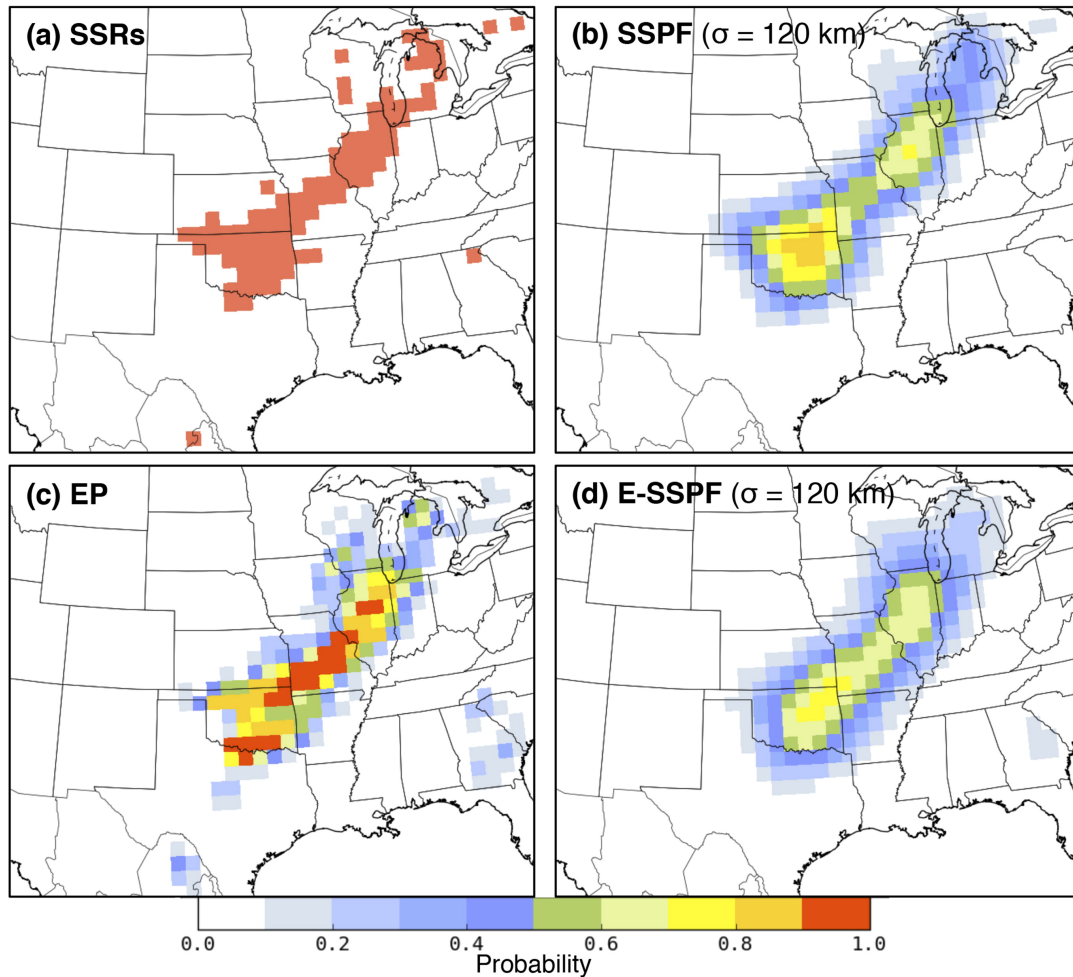 (a) SSRs
(b) SSPF (σ = 120 km)
(c) EP
(d) E-SSPF (σ = 120 km)
0.0 0.2 0.4 0.6 0.8 1.0
Probability